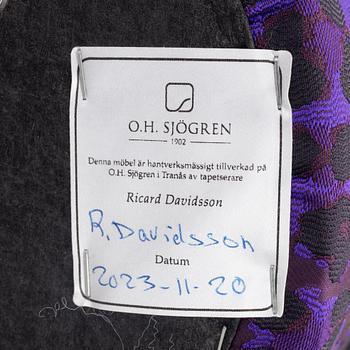 O.H. SJÖGREN
1902
Denna möbel är hantverksmässigt tillverkad på
O.H. Sjögren i Tranås av tapetserare
Ricard Davidsson
R. Davidsson
Datum
2023-11-20